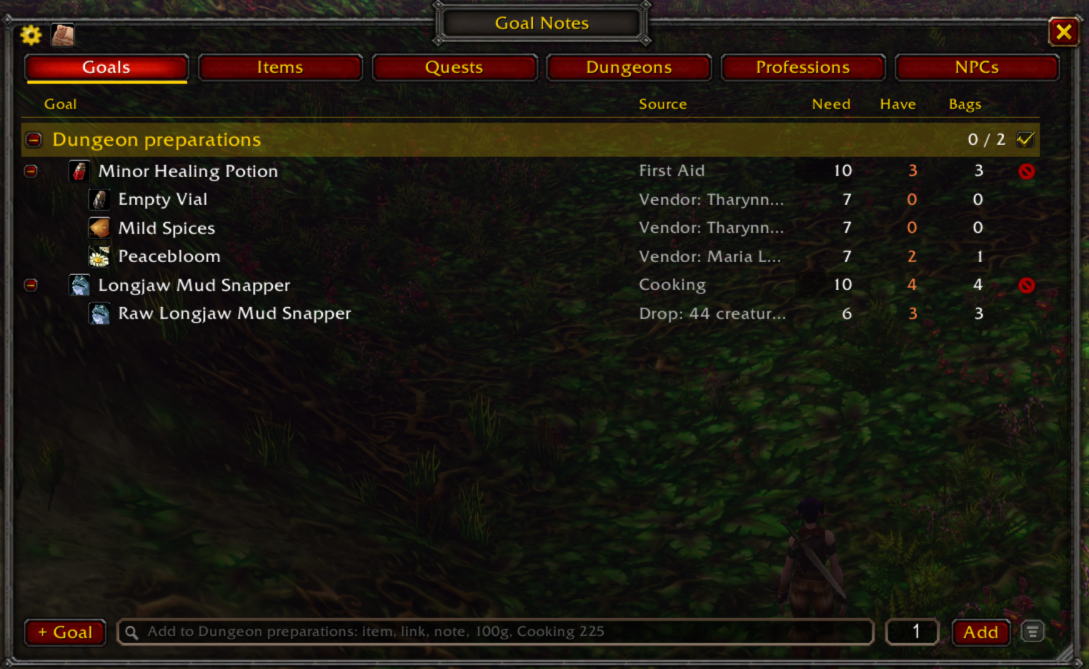 Goal Notes
Goals Items Quests Dungeons Professions NPCs
Goal Source Need Have Bags
Dungeon preparations 0 / 2
Minor Healing Potion First Aid 10 3 3
Empty Vial Vendor: Tharynn... 7 0 0
Mild Spices Vendor: Tharynn... 7 0 0
Peacebloom Vendor: Maria L... 7 2 1
Longjaw Mud Snapper Cooking 10 4 4
Raw Longjaw Mud Snapper Drop: 44 creatur... 6 3 3
+ Goal Add to Dungeon preparations: item, link, note, 100g, Cooking 225 1 Add